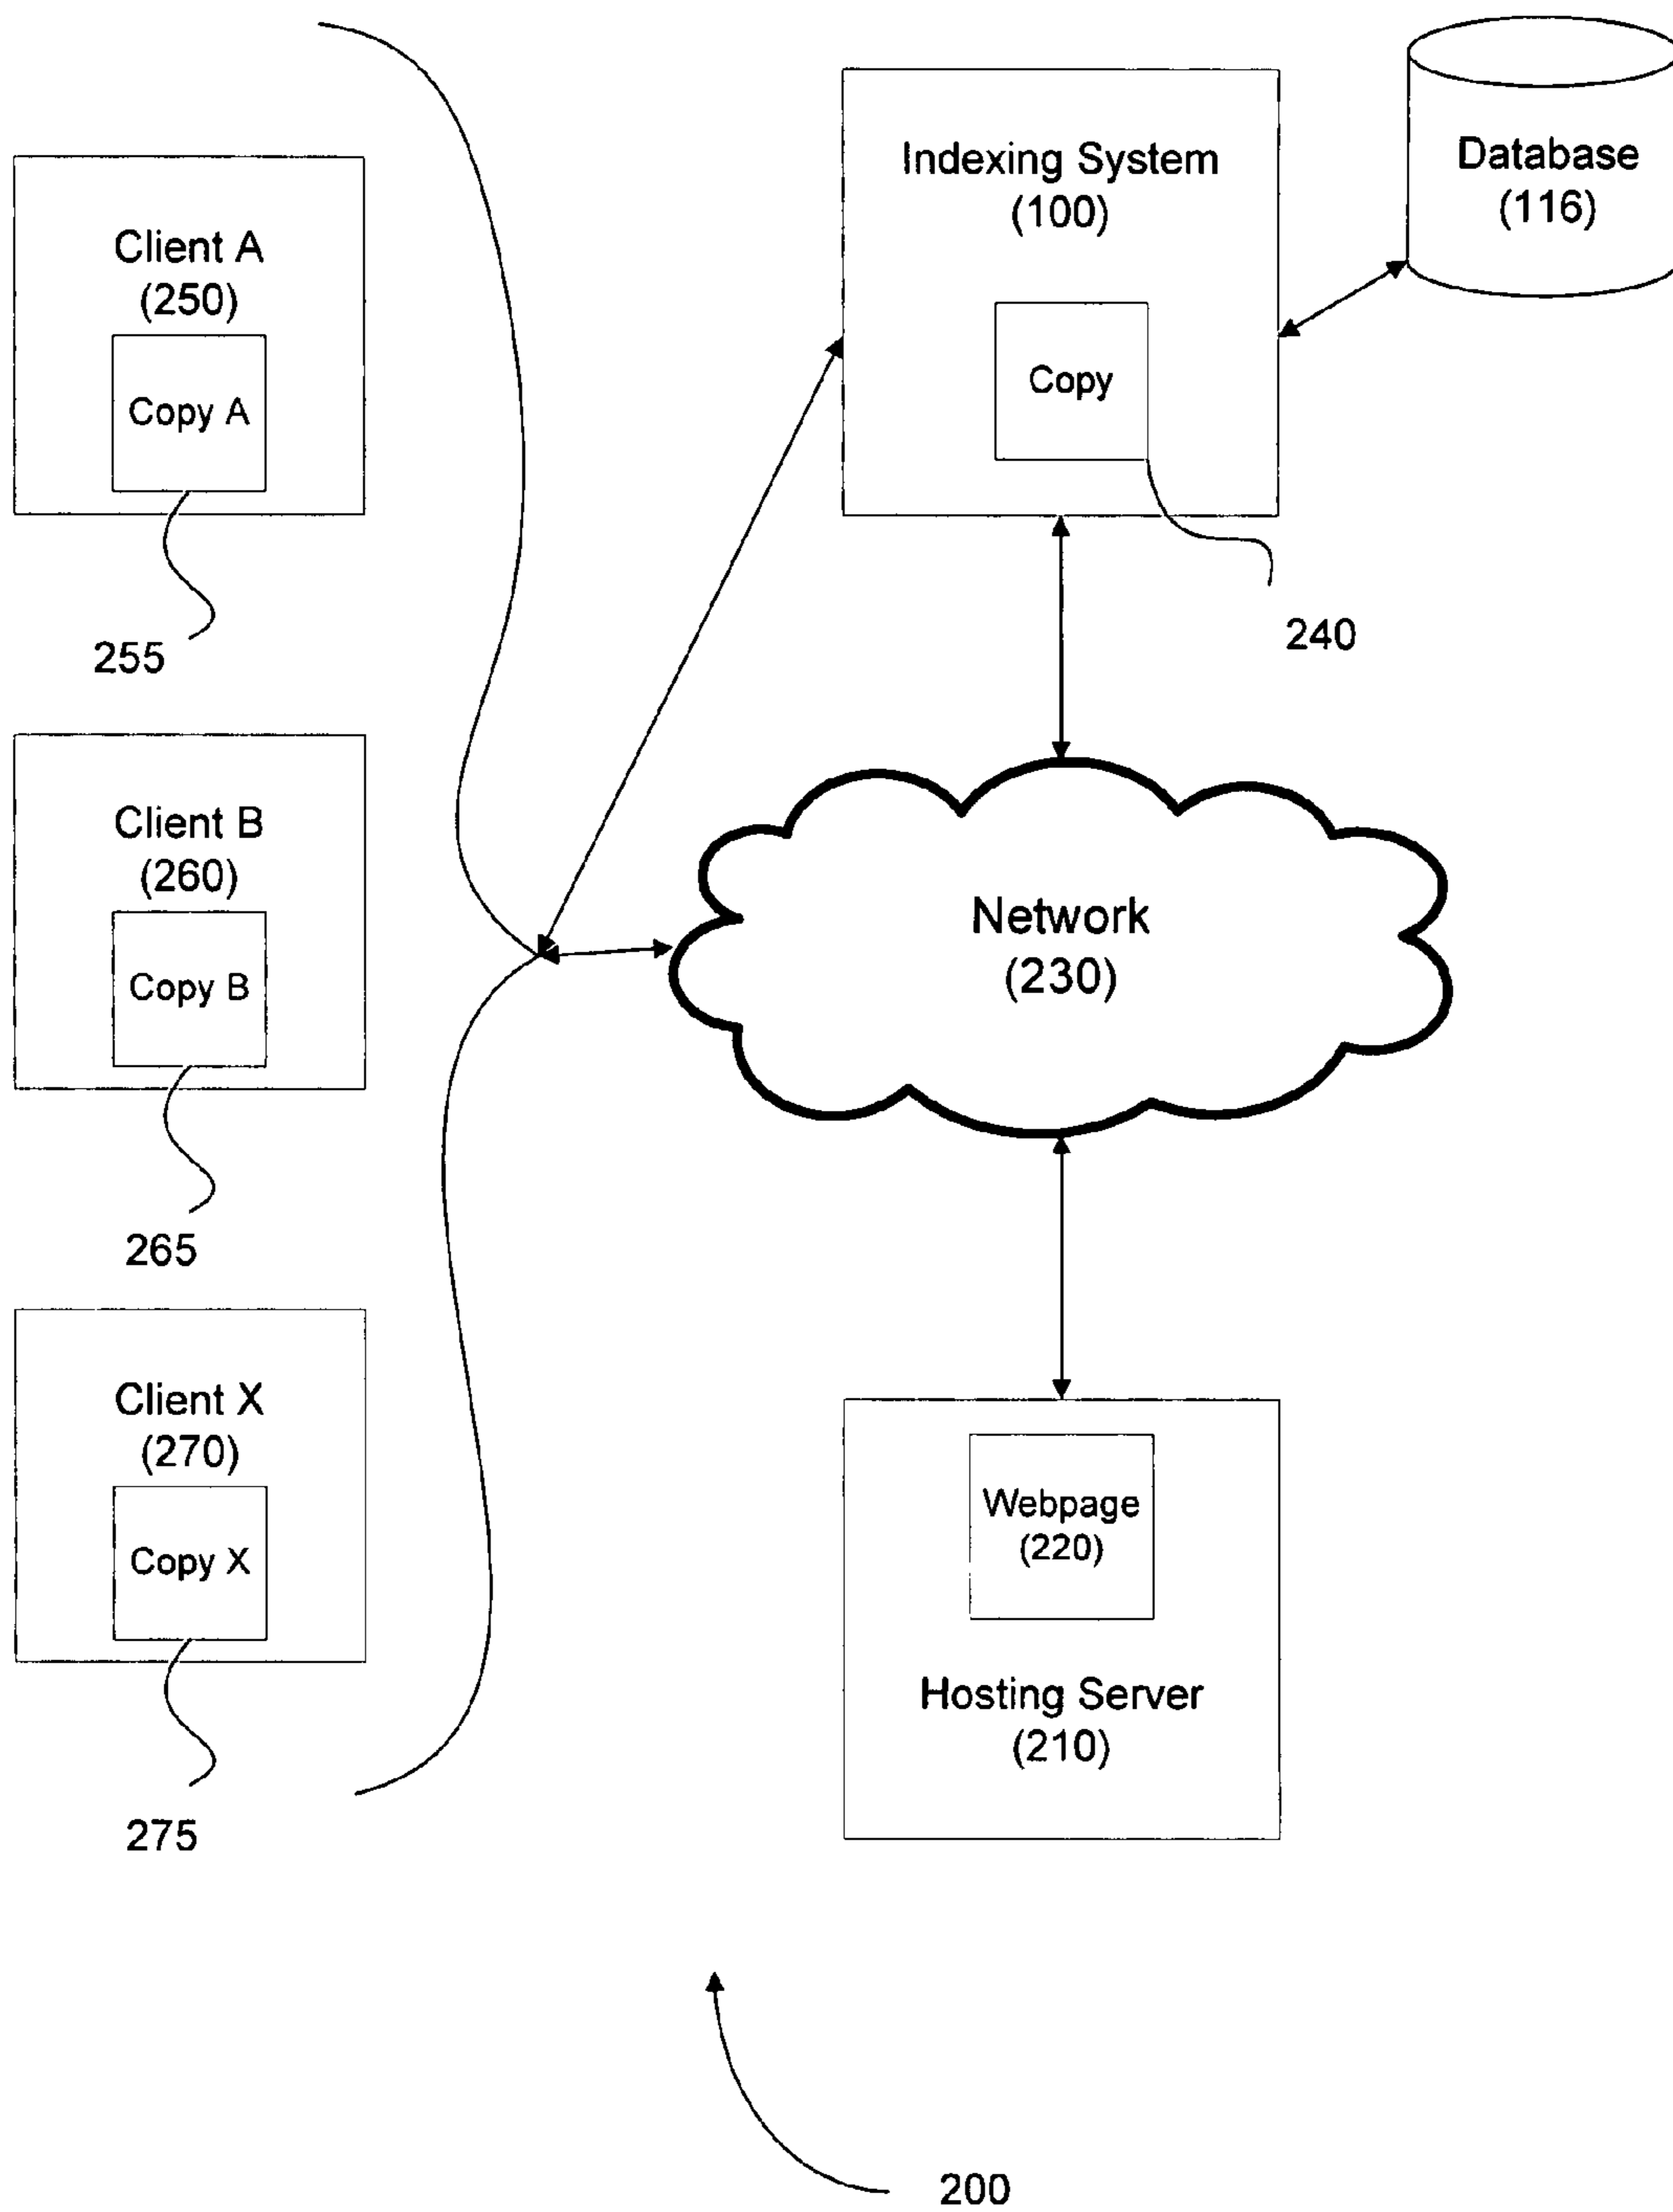 Client A
(250)
Copy A
255
Client B
(260)
Copy B
265
Client X
(270)
Copy X
275
Indexing System
(100)
Copy
240
Database
(116)
Network
(230)
Webpage
(220)
Hosting Server
(210)
200